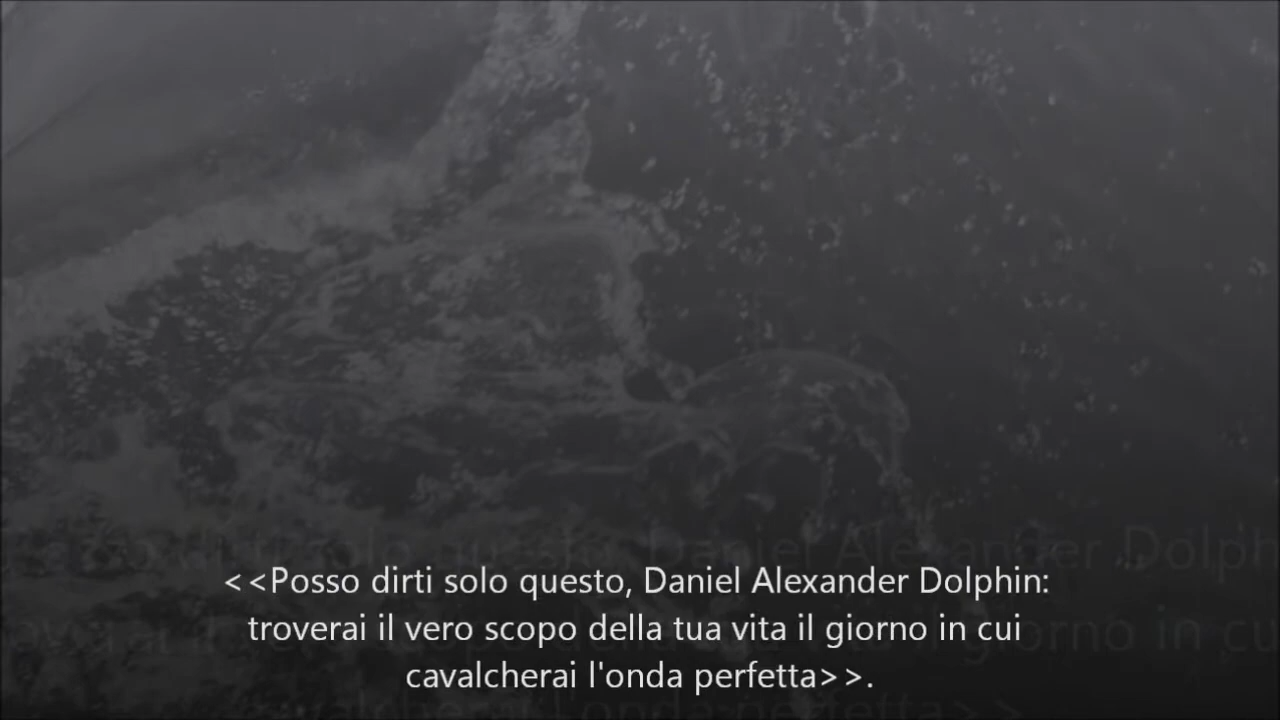 <<Posso dirti solo questo, Daniel Alexander Dolphin:
troverai il vero scopo della tua vita il giorno in cui
cavalcherai l'onda perfetta>>.